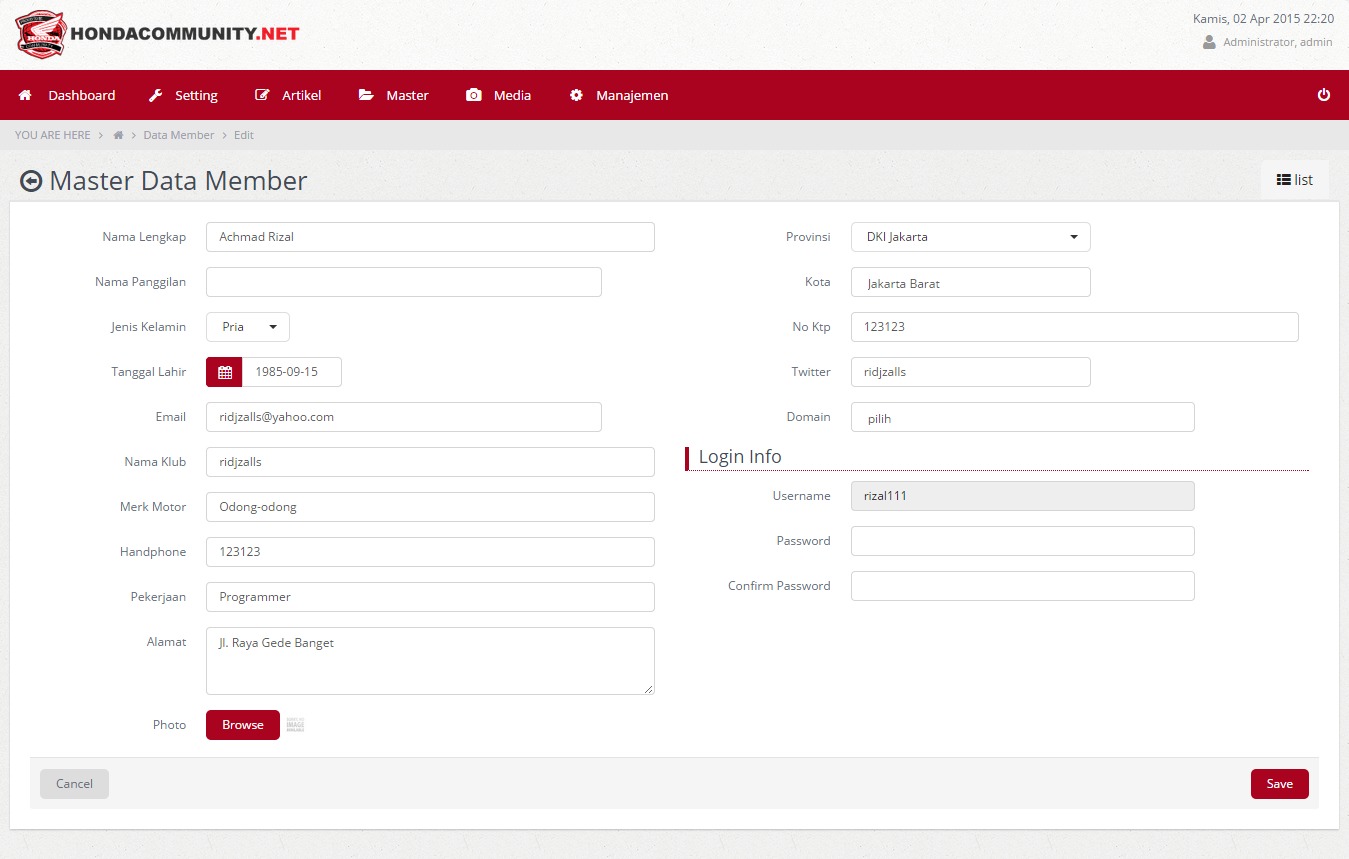 HONDA
HONDACOMMUNITY.NET
Kamis, 02 Apr 2015 22:20
Administrator, admin
Dashboard Setting Artikel Master Media Manajemen
YOU ARE HERE > > Data Member > Edit
Master Data Member
list
Nama Lengkap Achmad Rizal
Nama Panggilan
Jenis Kelamin Pria
Tanggal Lahir 1985-09-15
Email ridjzalls@yahoo.com
Nama Klub ridjzalls
Merk Motor Odong-odong
Handphone 123123
Pekerjaan Programmer
Alamat Jl. Raya Gede Banget
Photo Browse
Provinsi DKI Jakarta
Kota Jakarta Barat
No Ktp 123123
Twitter ridjzalls
Domain pilih
Login Info
Username rizal111
Password
Confirm Password
Cancel Save